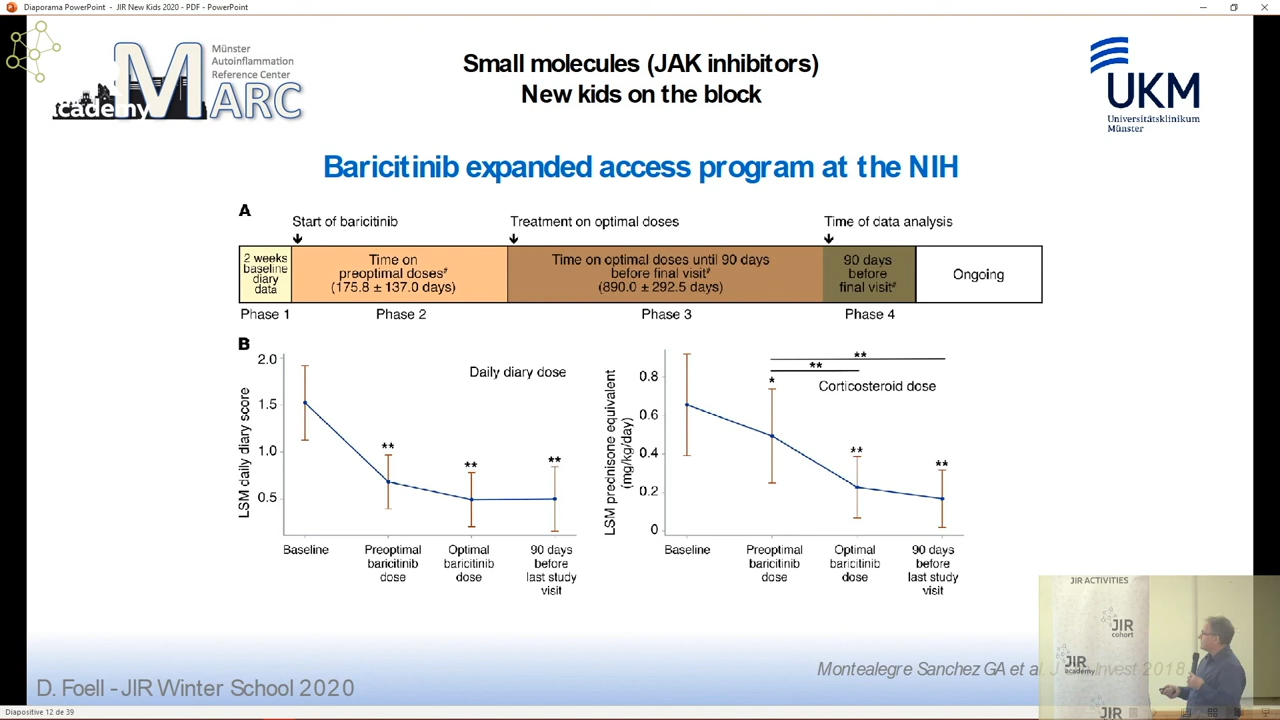 Diaporama PowerPoint - JIR New Kids 2020 - PDF - PowerPoint
Münster
Autoinflammation
Reference Center
MARC
academy
Small molecules (JAK inhibitors)
New kids on the block
UKM
Universitätsklinikum
Münster
Baricitinib expanded access program at the NIH
A
Start of baricitinib
Treatment on optimal doses
Time of data analysis
2 weeks
baseline
diary
data
Time on
preoptimal doses#
(175.8 ± 137.0 days)
Time on optimal doses until 90 days
before final visit#
(890.0 ± 292.5 days)
90 days
before
final visit#
Ongoing
Phase 1
Phase 2
Phase 3
Phase 4
B
LSM daily diary score
2.0
1.5
1.0
0.5
Daily diary dose
**
**
**
Baseline
Preoptimal
baricitinib
dose
Optimal
baricitinib
dose
90 days
before
last study
visit
LSM prednisone equivalent
(mg/kg/day)
0.8
0.6
0.4
0.2
0
**
**
*
Corticosteroid dose
**
**
Baseline
Preoptimal
baricitinib
dose
Optimal
baricitinib
dose
90 days
before
last study
visit
JIR ACTIVITIES
JIR
cohort
JIR
academy
JIR
Montealegre Sanchez GA et al. J Invest 2018
D. Foell - JIR Winter School 2020
Diapositive 12 de 39